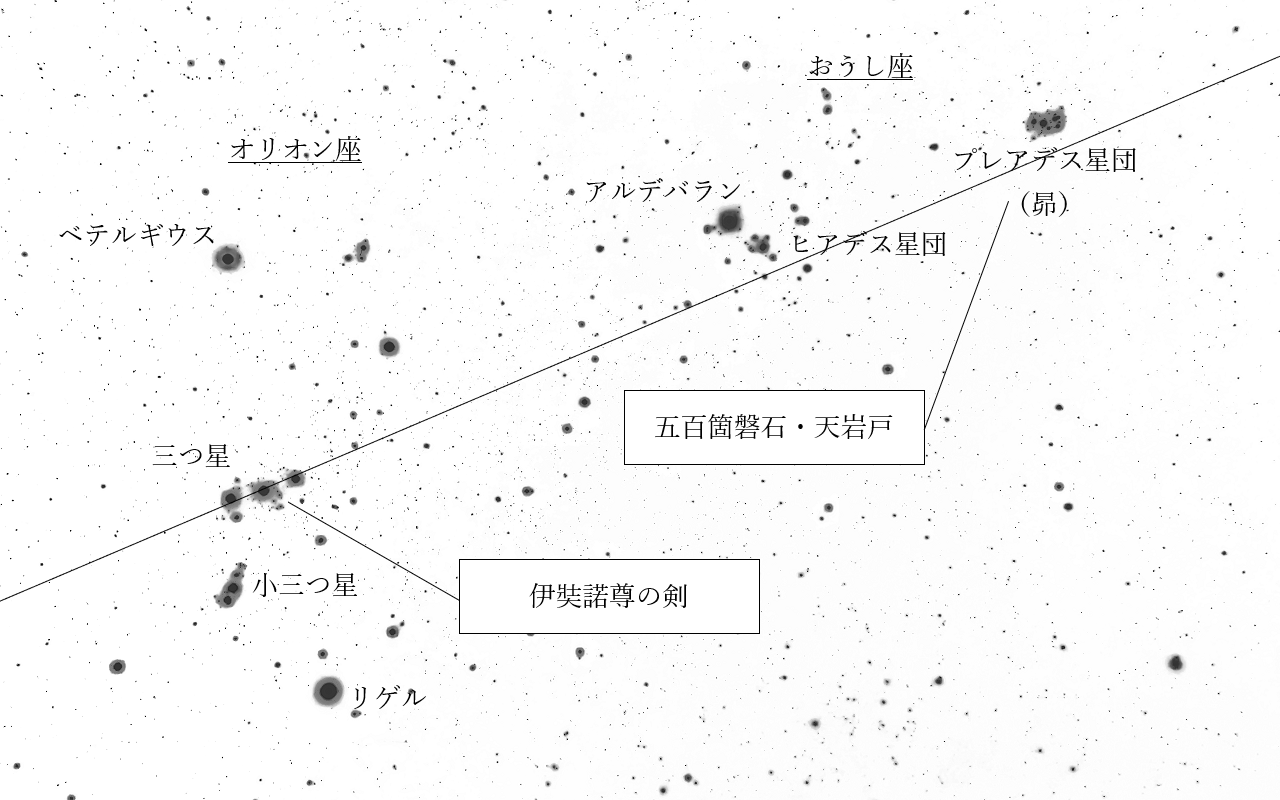 おうし座
オリオン座
プレアデス星団
(昴)
アルデバラン
ベテルギウス
ヒアデス星団
五百箇磐石・天岩戸
三つ星
小三つ星
伊奘諾尊の剣
リゲル